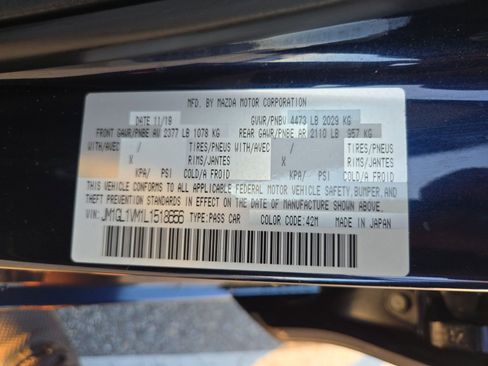 MFD. BY MAZDA MOTOR CORPORATION
DATE 11/19 GVWR/PNBV 4473 LB 2029 KG
FRONT GAWR/PNBE AV 2377 LB 1078 KG REAR GAWR/PNBE AR 2110 LB 957 KG
WITH/AVEC / TIRES/PNEUS WITH/AVEC / TIRES/PNEUS
X RIMS/JANTES X RIMS/JANTES
KPA/ PSI COLD/A FROID KPA/ PSI COLD/A FROID
THIS VEHICLE CONFORMS TO ALL APPLICABLE FEDERAL MOTOR VEHICLE SAFETY, BUMPER, AND
THEFT PREVENTION STANDARDS IN EFFECT ON THE DATE OF MANUFACTURE SHOWN ABOVE.
VIN: JM1GL1VM1L1518656 TYPE:PASS CAR COLOR CODE:42M MADE IN JAPAN